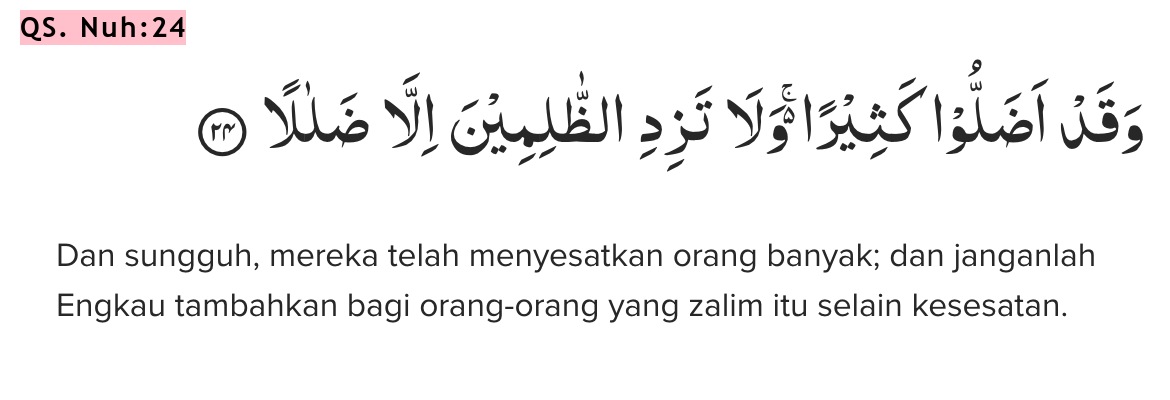 QS. Nuh:24
وَقَدْ اَضَلُّوْا كَثِيْرًا ەۚ وَلَا تَزِدِ الظّٰلِمِيْنَ اِلَّا ضَلٰلًا ٢٤
Dan sungguh, mereka telah menyesatkan orang banyak; dan janganlah
Engkau tambahkan bagi orang-orang yang zalim itu selain kesesatan.